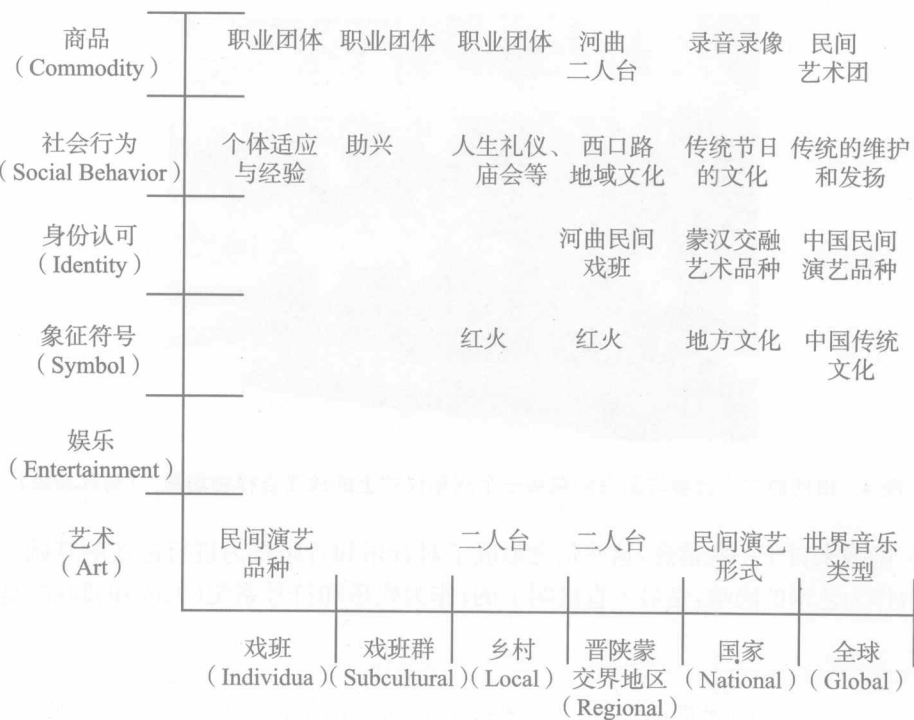 商品 职业团体 职业团体 职业团体 河曲 录音录像 民间
(Commodity) 二人台 艺术团
社会行为 个体适应 助兴 人生礼仪、 西口路 传统节日 传统的维护
(Social Behavior) 与经验 庙会等 地域文化 的文化 和发扬
身份认可 河曲民间 蒙汉交融 中国民间
(Identity) 戏班 艺术品种 演艺品种
象征符号 红火 红火 地方文化 中国传统
(Symbol) 文化
娱乐
(Entertainment)
艺术 民间演艺 二人台 二人台 民间演艺 世界音乐
(Art) 品种 形式 类型
戏班 戏班群 乡村 晋陕蒙 国家 全球
(Individua) (Subcultural) (Local) 交界地区 (National) (Global)
(Regional)